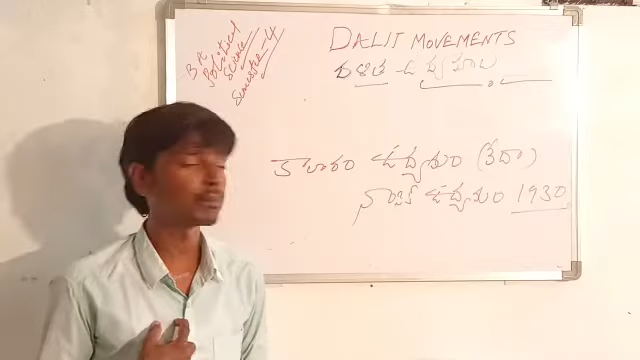 B.A
Political
Science
Semester-4
DALIT MOVEMENTS
దళిత ఉద్యమాల
కాలారం ఉద్యమం (లేదా)
నాసిక్ ఉద్యమం 1930